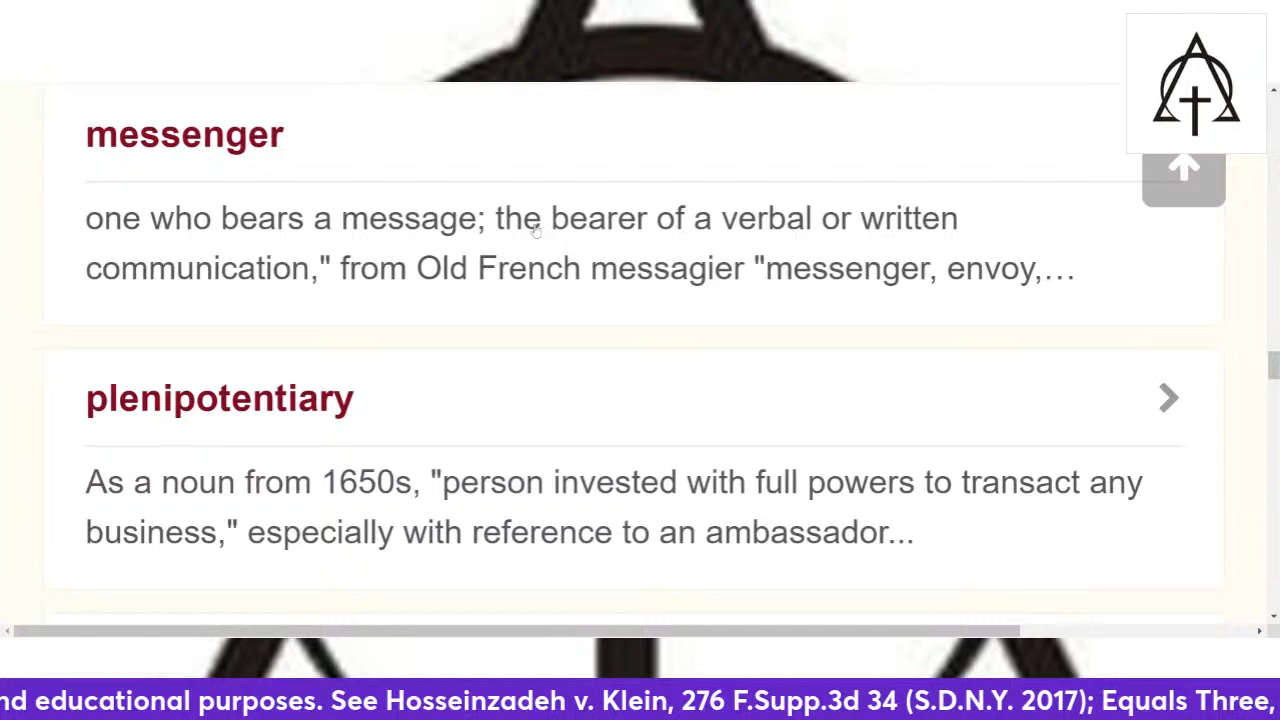 messenger
one who bears a message; the bearer of a verbal or written
communication," from Old French messagier "messenger, envoy,…
plenipotentiary
As a noun from 1650s, "person invested with full powers to transact any
business," especially with reference to an ambassador...
nd educational purposes. See Hosseinzadeh v. Klein, 276 F.Supp.3d 34 (S.D.N.Y. 2017); Equals Three,